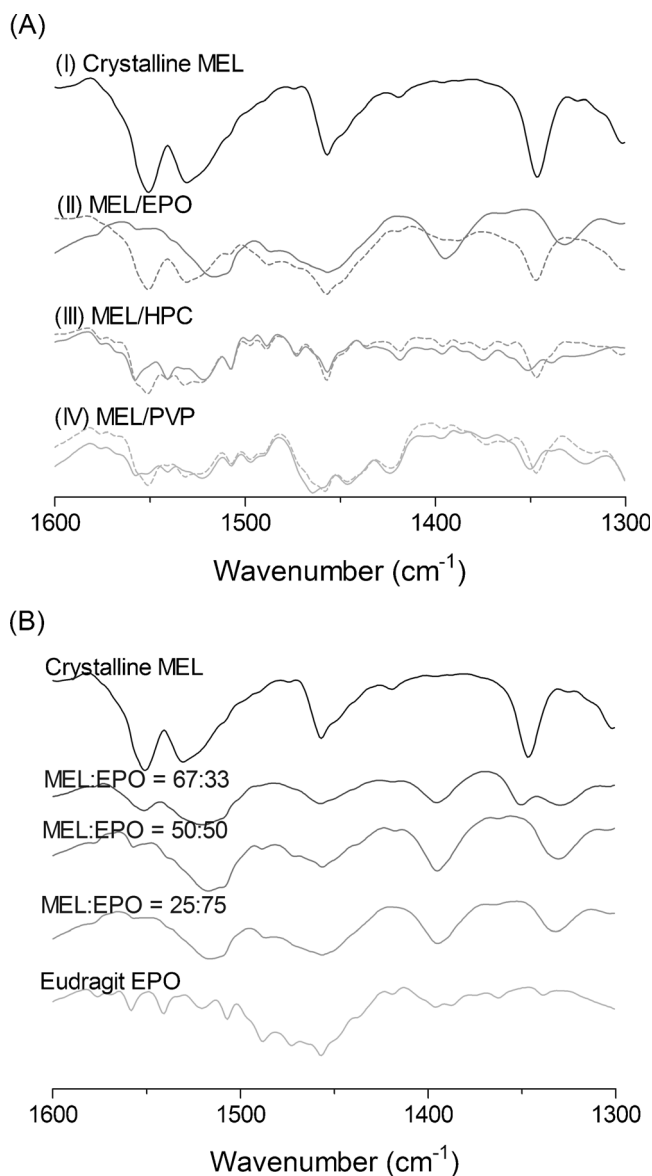 (A)
(I) Crystalline MEL
(II) MEL/EPO
(III) MEL/HPC
(IV) MEL/PVP
1600 1500 1400 1300
Wavenumber (cm⁻¹)
(B)
Crystalline MEL
MEL:EPO = 67:33
MEL:EPO = 50:50
MEL:EPO = 25:75
Eudragit EPO
1600 1500 1400 1300
Wavenumber (cm⁻¹)